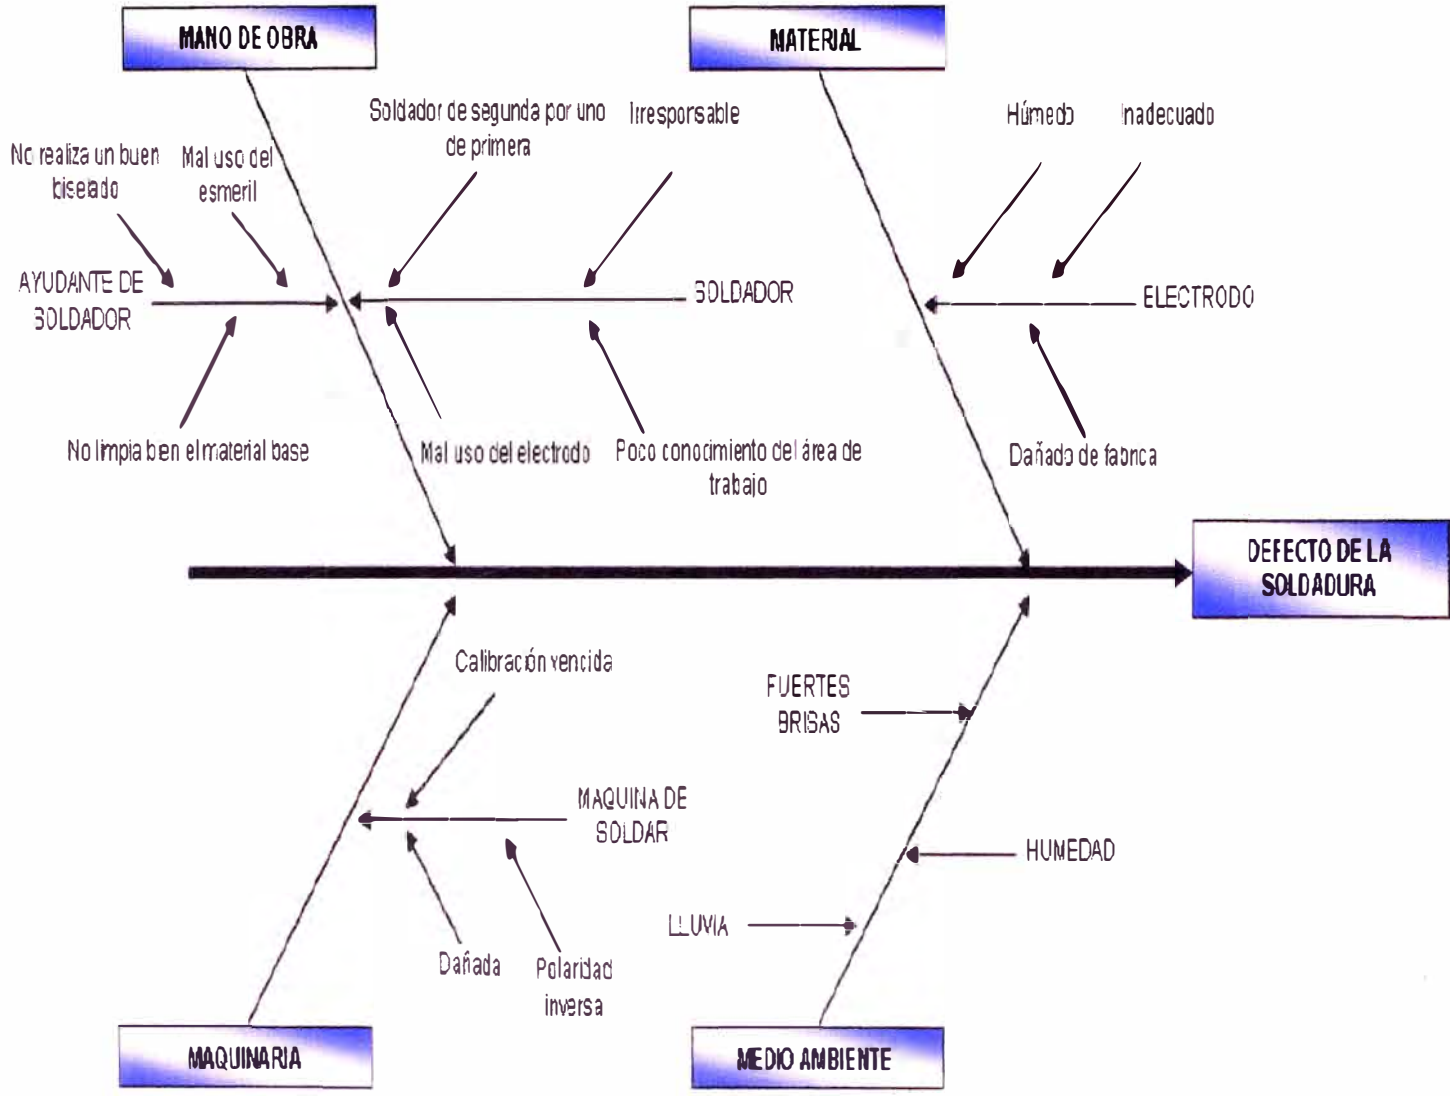 MANO DE OBRA
MATERIAL
Soldador de segunda por uno
de primera
Irresponsable
Húmedo
Inadecuado
No realiza un buen
biselado
Mal uso del
esmeril
AYUDANTE DE
SOLDADOR
SOLDADOR
ELECTRODO
No limpia bien el material base
Mal uso del electrodo
Poco conocimiento del área de
trabajo
Dañado de fabrica
DEFECTO DE LA
SOLDADURA
Calibración vencida
FUERTES
BRISAS
MAQUINA DE
SOLDAR
HUMEDAD
LLUVIA
Dañada
Polaridad
inversa
MAQUINARIA
MEDIO AMBIENTE